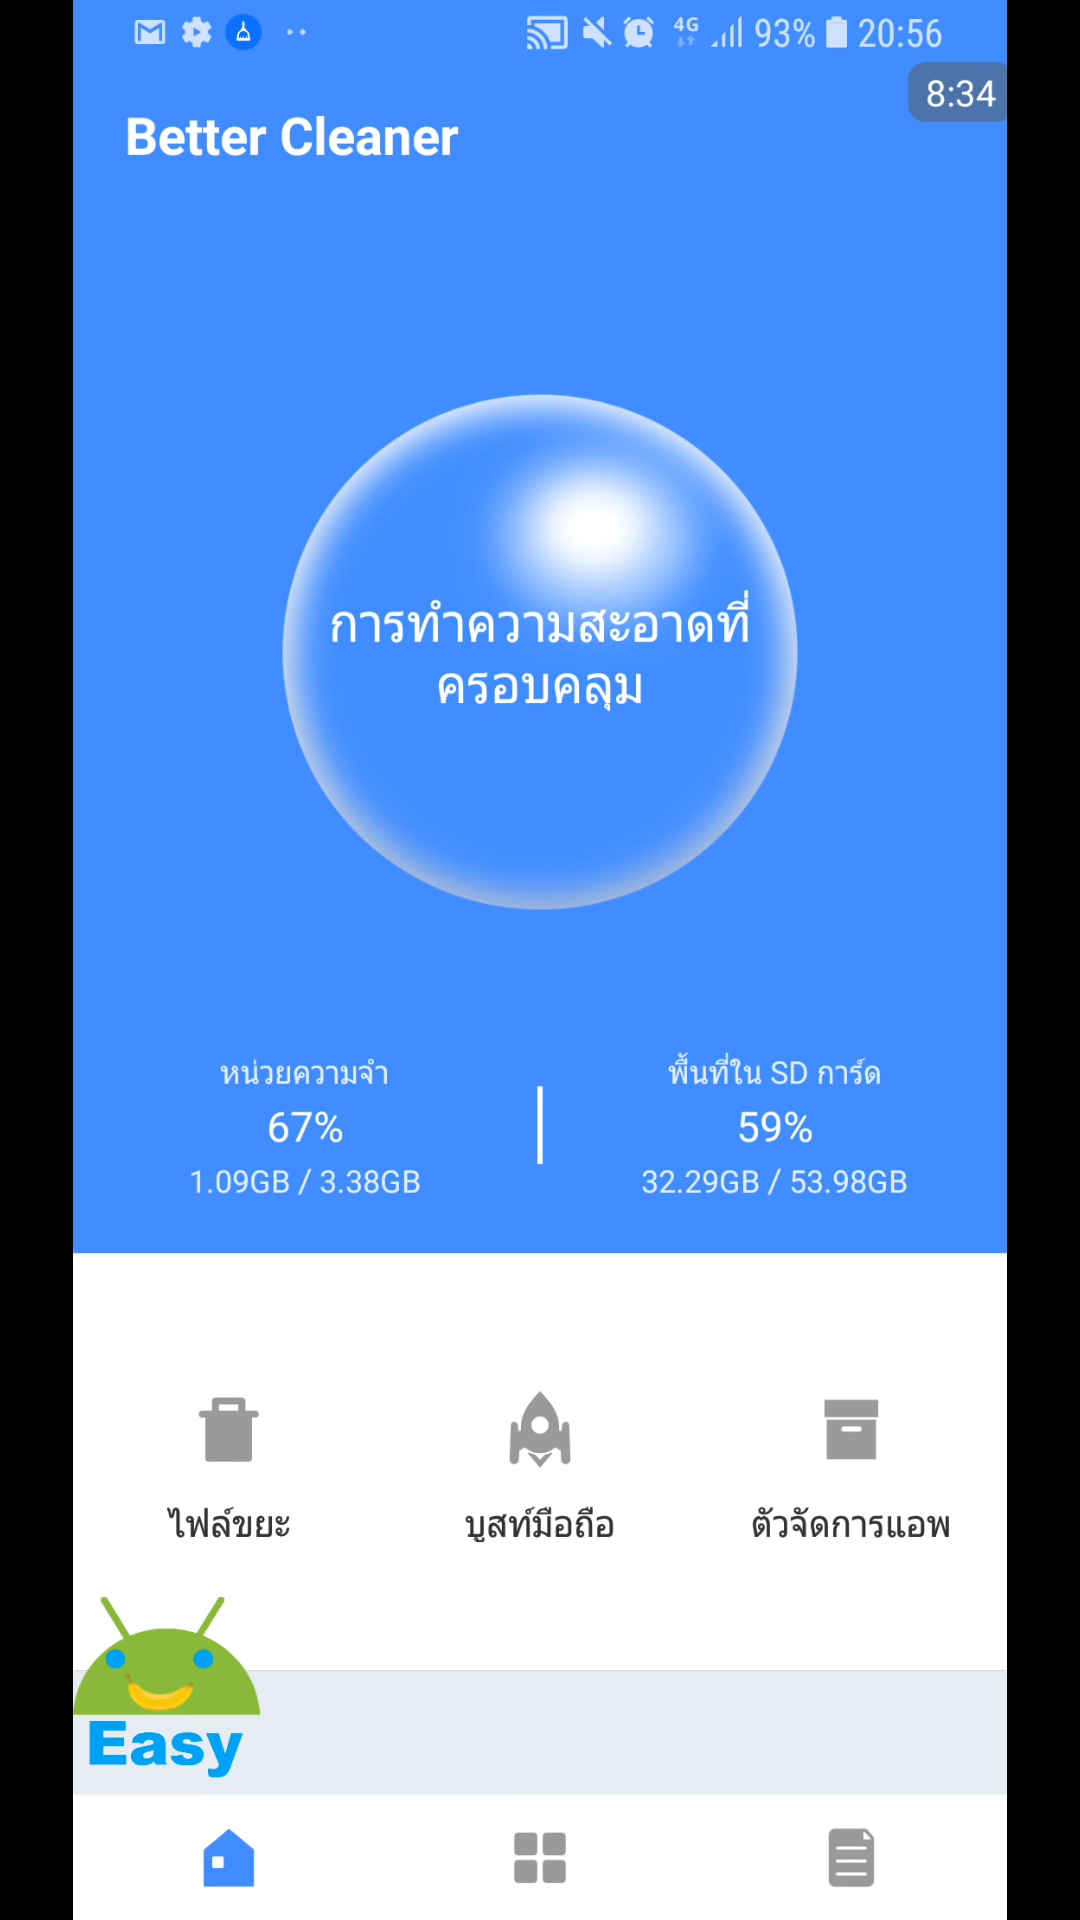 4G 93% 20:56
8:34
Better Cleaner
การทำความสะอาดที่
ครอบคลุม
หน่วยความจำ
67%
1.09GB / 3.38GB
พื้นที่ใน SD การ์ด
59%
32.29GB / 53.98GB
ไฟล์ขยะ
บูสท์มือถือ
ตัวจัดการแอพ
Easy